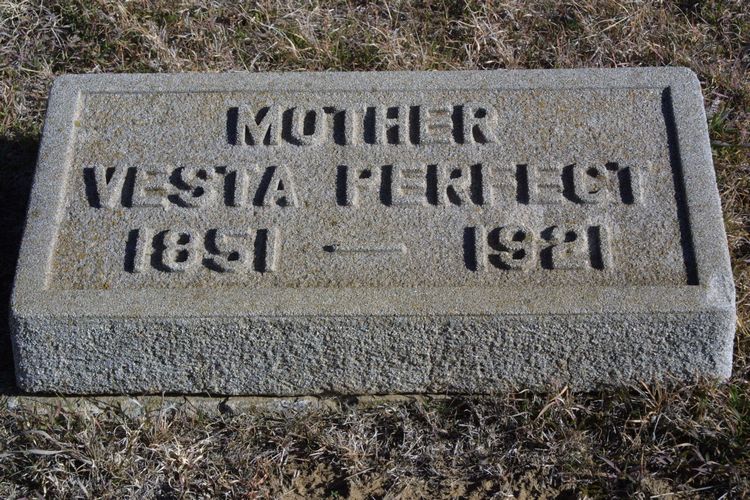 MOTHER
VESTA PERFECT
1851 — 1921